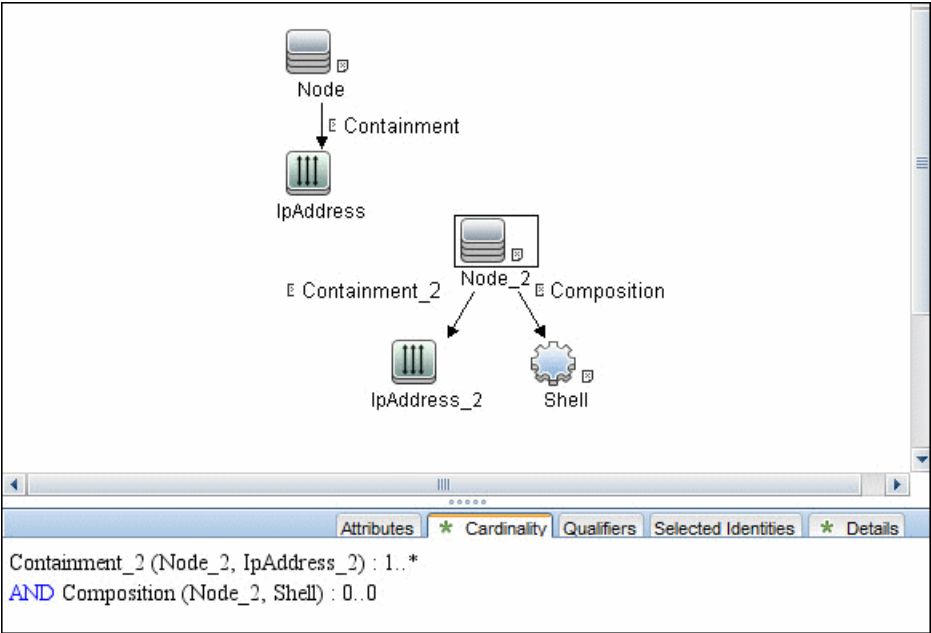 Node
Containment
IpAddress
Node_2
Containment_2
Composition
IpAddress_2
Shell
Attributes * Cardinality Qualifiers Selected Identities * Details
Containment_2 (Node_2, IpAddress_2) : 1..*
AND Composition (Node_2, Shell) : 0..0